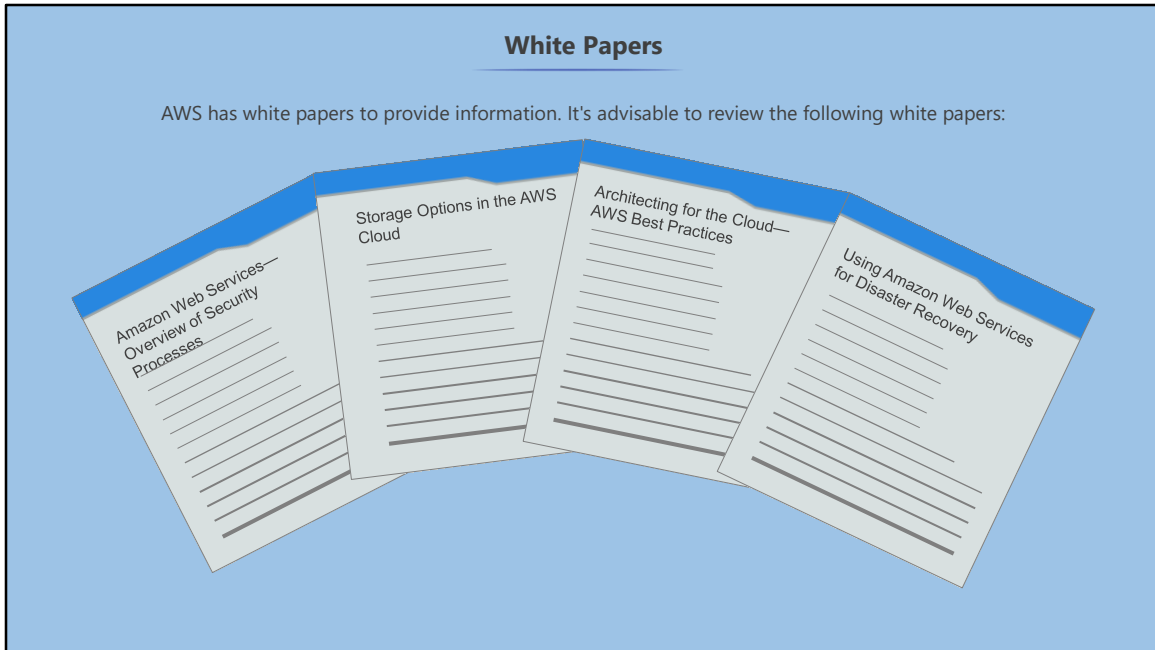 White Papers
AWS has white papers to provide information. It's advisable to review the following white papers:
Amazon Web Services—
Overview of Security
Processes
Storage Options in the AWS
Cloud
Architecting for the Cloud—
AWS Best Practices
Using Amazon Web Services
for Disaster Recovery